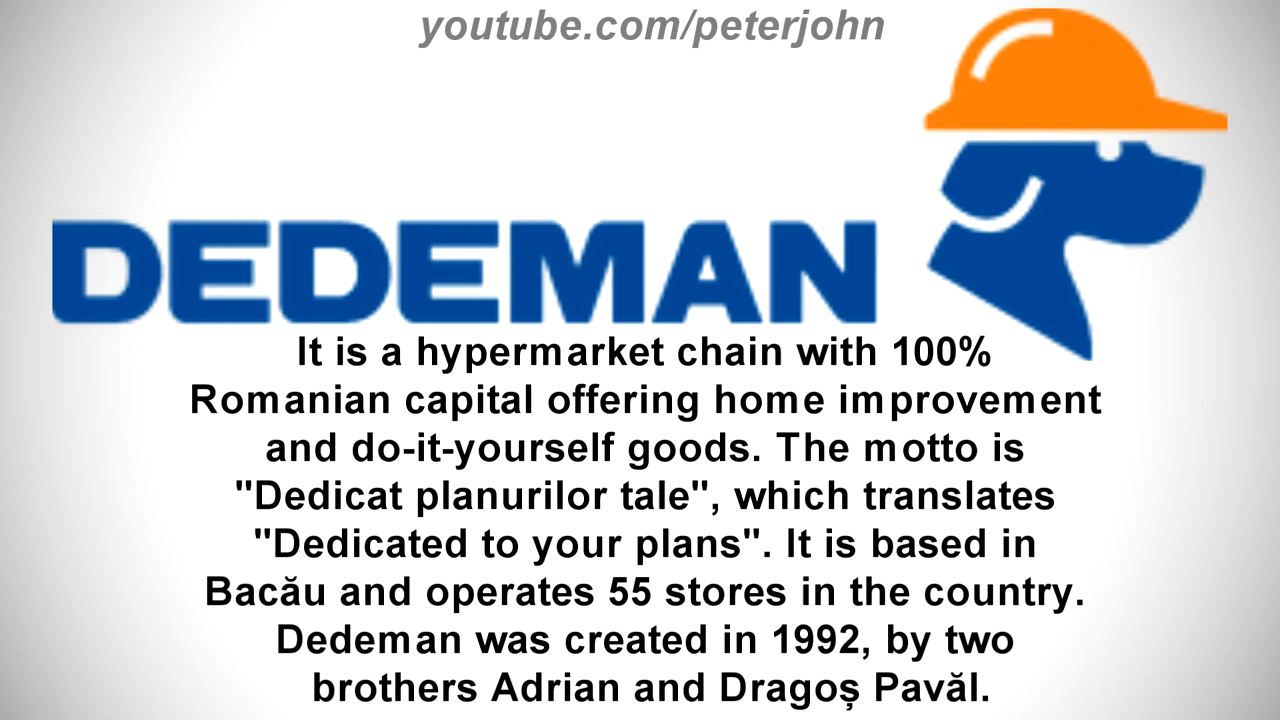 youtube.com/peterjohn
DEDEMAN
It is a hypermarket chain with 100%
Romanian capital offering home improvement
and do-it-yourself goods. The motto is
"Dedicat planurilor tale", which translates
"Dedicated to your plans". It is based in
Bacău and operates 55 stores in the country.
Dedeman was created in 1992, by two
brothers Adrian and Dragoș Pavăl.